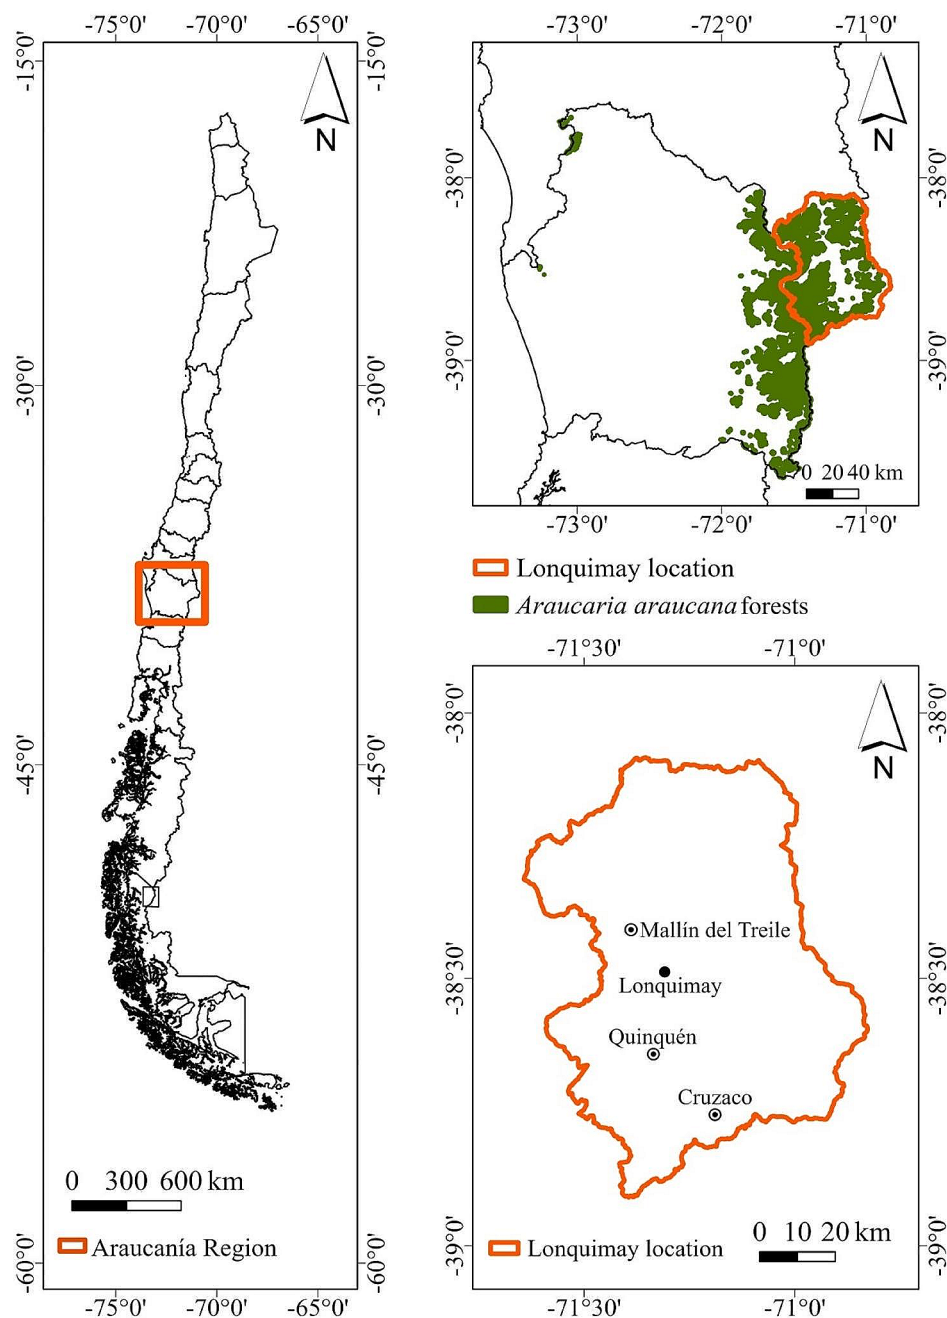 -75°0' -70°0' -65°0'
-15°0'
-15°0'
N
-30°0'
-30°0'
-45°0'
-45°0'
0 300 600 km
Araucanía Region
-60°0'
-60°0'
-75°0' -70°0' -65°0'
-73°0' -72°0' -71°0'
N
-38°0'
-38°0'
-39°0'
-39°0'
0 20 40 km
-73°0' -72°0' -71°0'
Lonquimay location
Araucaria araucana forests
-71°30' -71°0'
-38°0'
-38°0'
N
Mallín del Treile
Lonquimay
-38°30'
-38°30'
Quinquén
Cruzaco
0 10 20 km
Lonquimay location
-39°0'
-39°0'
-71°30' -71°0'